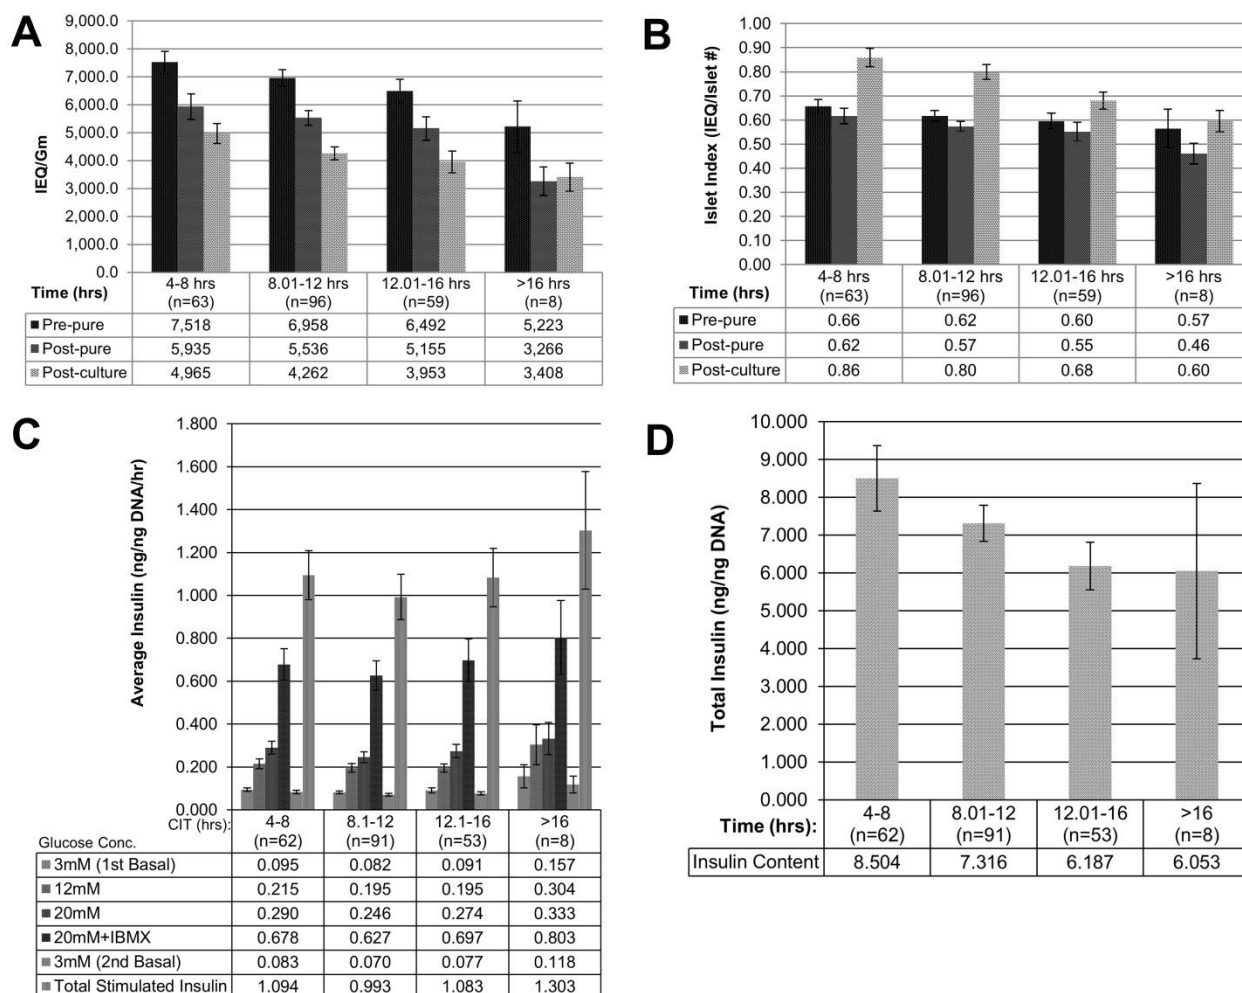 A
9,000.0
8,000.0
7,000.0
6,000.0
5,000.0
4,000.0
3,000.0
2,000.0
1,000.0
0.0
IEQ/Gm
Time (hrs) 4-8 hrs (n=63) 8.01-12 hrs (n=96) 12.01-16 hrs (n=59) >16 hrs (n=8)
Pre-pure 7,518 6,958 6,492 5,223
Post-pure 5,935 5,536 5,155 3,266
Post-culture 4,965 4,262 3,953 3,408
B
1.00
0.90
0.80
0.70
0.60
0.50
0.40
0.30
0.20
0.10
0.00
Islet Index (IEQ/Islet #)
Time (hrs) 4-8 hrs (n=63) 8.01-12 hrs (n=96) 12.01-16 hrs (n=59) >16 hrs (n=8)
Pre-pure 0.66 0.62 0.60 0.57
Post-pure 0.62 0.57 0.55 0.46
Post-culture 0.86 0.80 0.68 0.60
C
1.800
1.600
1.400
1.200
1.000
0.800
0.600
0.400
0.200
0.000
Average Insulin (ng/ng DNA/hr)
CIT (hrs): 4-8 (n=62) 8.1-12 (n=91) 12.1-16 (n=53) >16 (n=8)
Glucose Conc.
3mM (1st Basal) 0.095 0.082 0.091 0.157
12mM 0.215 0.195 0.195 0.304
20mM 0.290 0.246 0.274 0.333
20mM+IBMX 0.678 0.627 0.697 0.803
3mM (2nd Basal) 0.083 0.070 0.077 0.118
Total Stimulated Insulin 1.094 0.993 1.083 1.303
D
10.000
9.000
8.000
7.000
6.000
5.000
4.000
3.000
2.000
1.000
0.000
Total Insulin (ng/ng DNA)
Time (hrs): 4-8 (n=62) 8.01-12 (n=91) 12.01-16 (n=53) >16 (n=8)
Insulin Content 8.504 7.316 6.187 6.053